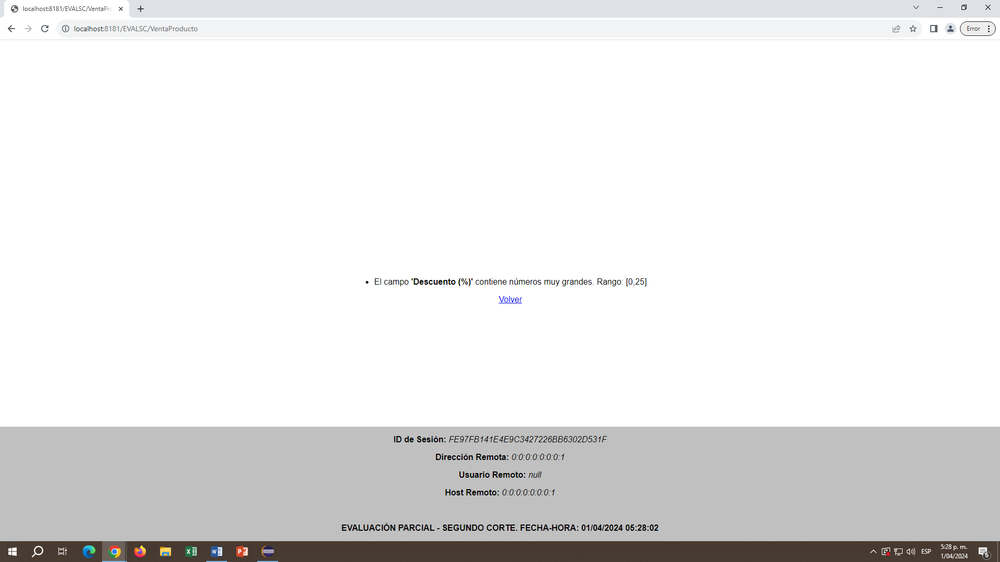 localhost:8181/EVALSC/VentaPro
localhost:8181/EVALSC/VentaProducto
Error
• El campo 'Descuento (%)' contiene números muy grandes. Rango: [0,25]
Volver
ID de Sesión: FE97FB141E4E9C3427226BB6302D531F
Dirección Remota: 0:0:0:0:0:0:0:1
Usuario Remoto: null
Host Remoto: 0:0:0:0:0:0:0:1
EVALUACIÓN PARCIAL - SEGUNDO CORTE. FECHA-HORA: 01/04/2024 05:28:02
ESP
5:28 p. m.
1/04/2024
6